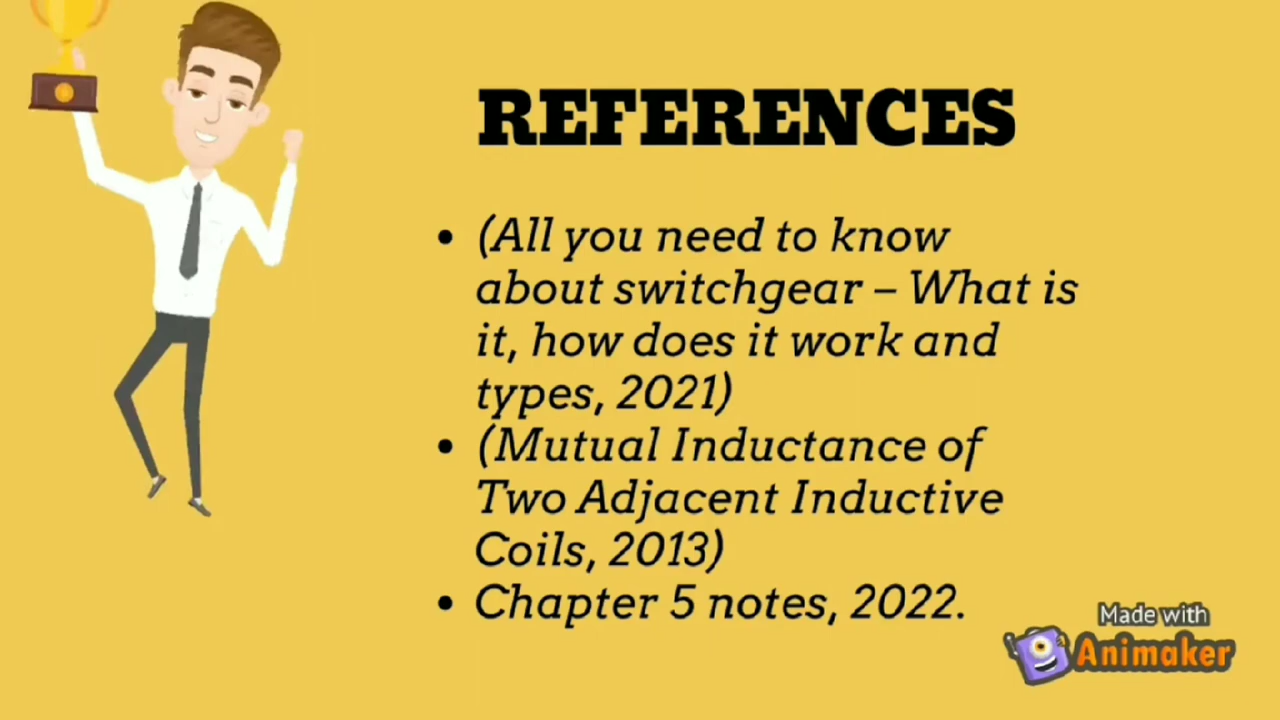 REFERENCES
• (All you need to know
about switchgear – What is
it, how does it work and
types, 2021)
• (Mutual Inductance of
Two Adjacent Inductive
Coils, 2013)
• Chapter 5 notes, 2022.
Made with
Animaker